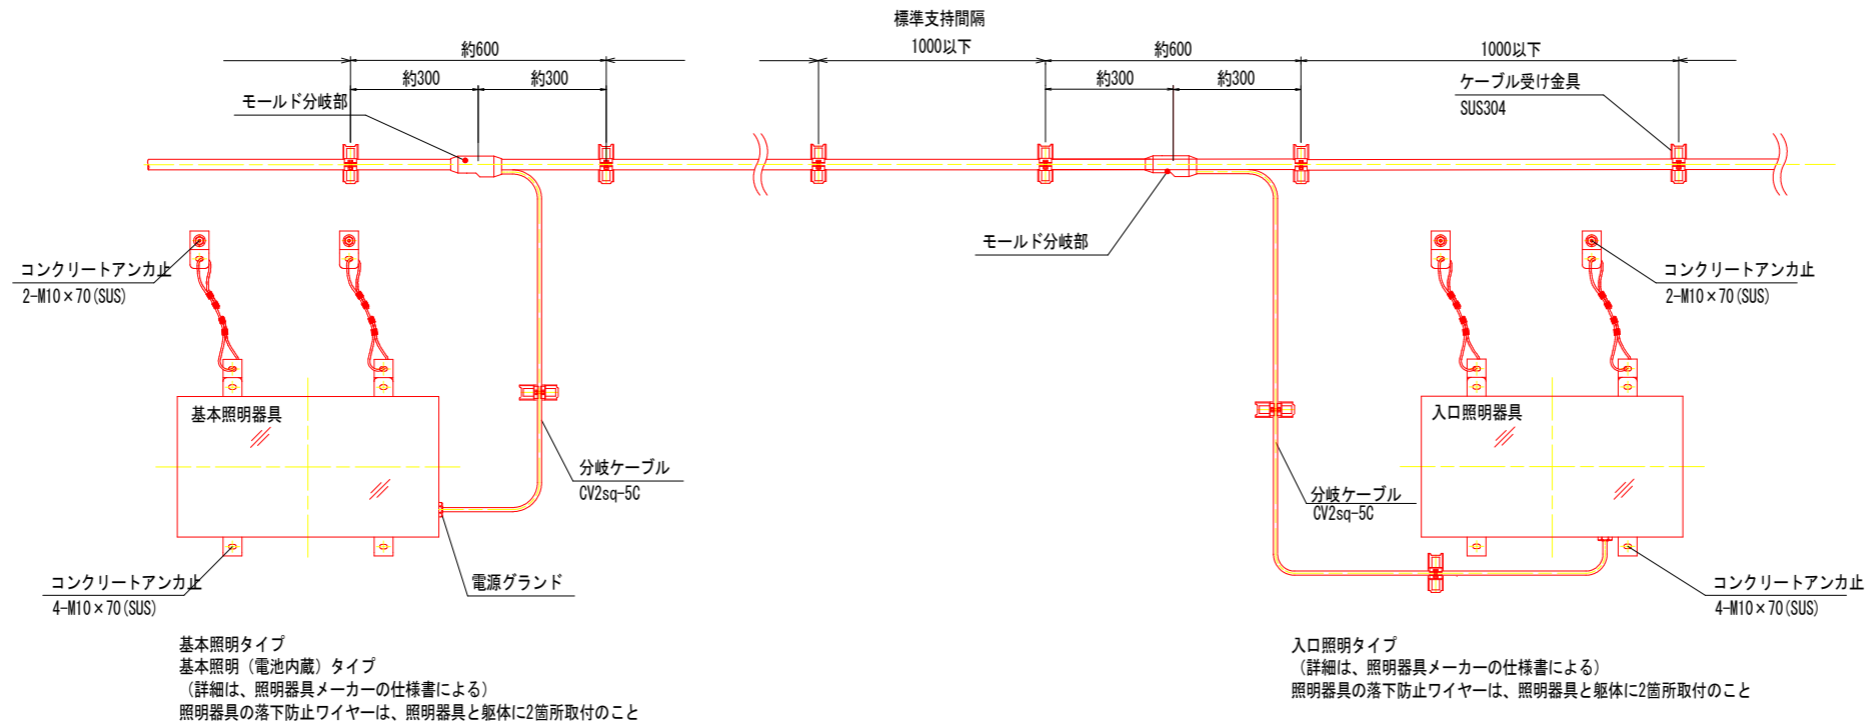 標準支持間隔
約600
1000以下
約600
1000以下
約300
約300
約300
約300
モールド分岐部
ケーブル受け金具
SUS304
モールド分岐部
コンクリートアンカ止
2-M10×70(SUS)
コンクリートアンカ止
2-M10×70(SUS)
基本照明器具
入口照明器具
分岐ケーブル
CV2sq-5C
分岐ケーブル
CV2sq-5C
コンクリートアンカ止
4-M10×70(SUS)
電源グランド
コンクリートアンカ止
4-M10×70(SUS)
基本照明タイプ
基本照明（電池内蔵）タイプ
（詳細は、照明器具メーカーの仕様書による）
照明器具の落下防止ワイヤーは、照明器具と躯体に2箇所取付のこと
入口照明タイプ
（詳細は、照明器具メーカーの仕様書による）
照明器具の落下防止ワイヤーは、照明器具と躯体に2箇所取付のこと